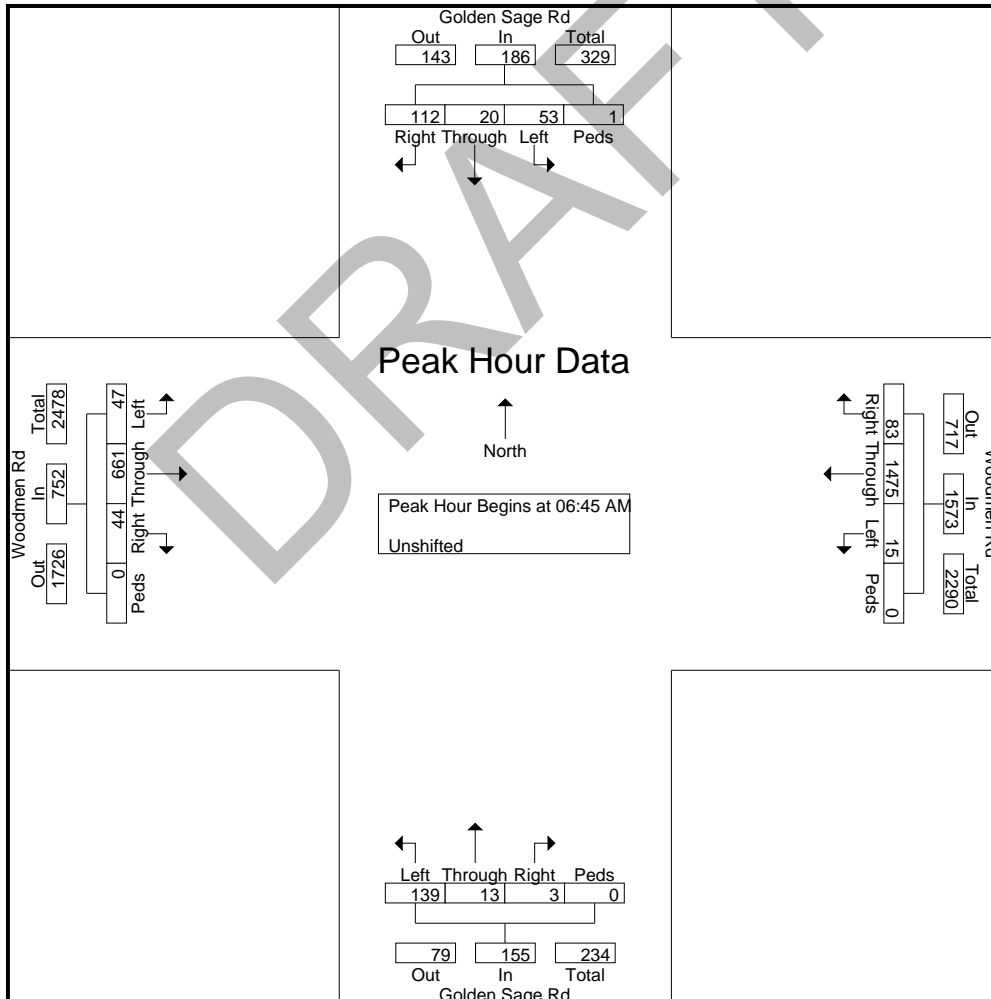 Golden Sage Rd
Out In Total
143 186 329
112 20 53 1
Right Through Left Peds
DRAFT
Peak Hour Data
North
Peak Hour Begins at 06:45 AM
Unshifted
Woodmen Rd
Total In Out
2478 752 1726
47 661 44 0
Left Through Right Peds
Woodmen Rd
Out In Total
717 1573 2290
83 1475 15 0
Right Through Left Peds
Left Through Right Peds
139 13 3 0
79 155 234
Out In Total
Golden Sage Rd